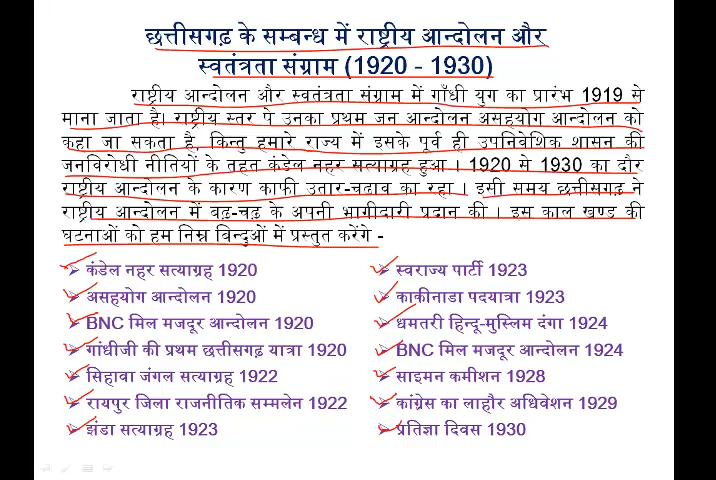 छत्तीसगढ़ के सम्बन्ध में राष्ट्रीय आन्दोलन और
स्वतंत्रता संग्राम (1920 - 1930)
राष्ट्रीय आन्दोलन और स्वतंत्रता संग्राम में गाँधी युग का प्रारंभ 1919 से
माना जाता है। राष्ट्रीय स्तर पे उनका प्रथम जन आन्दोलन असहयोग आन्दोलन को
कहा जा सकता है, किन्तु हमारे राज्य में इसके पूर्व ही उपनिवेशिक शासन की
जनविरोधी नीतियों के तहत कंडेल नहर सत्याग्रह हुआ । 1920 से 1930 का दौर
राष्ट्रीय आन्दोलन के कारण काफी उतार-चढाव का रहा । इसी समय छत्तीसगढ़ ने
राष्ट्रीय आन्दोलन में बढ़-चढ़ के अपनी भागीदारी प्रदान की । इस काल खण्ड की
घटनाओं को हम निम्न बिन्दुओं में प्रस्तुत करेंगे -
➢ कंडेल नहर सत्याग्रह 1920
➢ असहयोग आन्दोलन 1920
➢ BNC मिल मजदूर आन्दोलन 1920
➢ गांधीजी की प्रथम छत्तीसगढ़ यात्रा 1920
➢ सिहावा जंगल सत्याग्रह 1922
➢ रायपुर जिला राजनीतिक सम्मलेन 1922
➢ झंडा सत्याग्रह 1923
➢ स्वराज्य पार्टी 1923
➢ काकीनाडा पदयात्रा 1923
➢ धमतरी हिन्दू-मुस्लिम दंगा 1924
➢ BNC मिल मजदूर आन्दोलन 1924
➢ साइमन कमीशन 1928
➢ कांग्रेस का लाहौर अधिवेशन 1929
➢ प्रतिज्ञा दिवस 1930